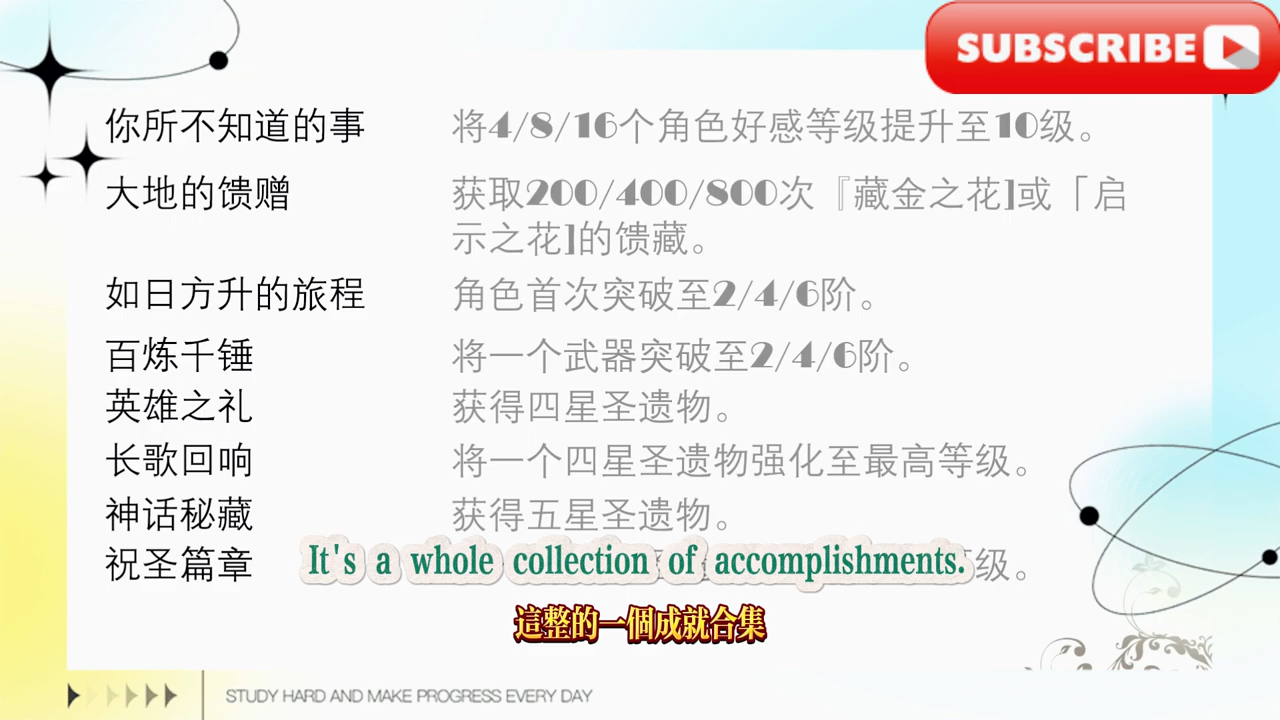 SUBSCRIBE
你所不知道的事 将4/8/16个角色好感等级提升至10级。
大地的馈赠 获取200/400/800次『藏金之花]或「启
示之花]的馈藏。
如日方升的旅程 角色首次突破至2/4/6阶。
百炼千锤 将一个武器突破至2/4/6阶。
英雄之礼 获得四星圣遗物。
长歌回响 将一个四星圣遗物强化至最高等级。
神话秘藏 获得五星圣遗物。
祝圣篇章 级。
It's a whole collection of accomplishments.
這整的一個成就合集
STUDY HARD AND MAKE PROGRESS EVERY DAY